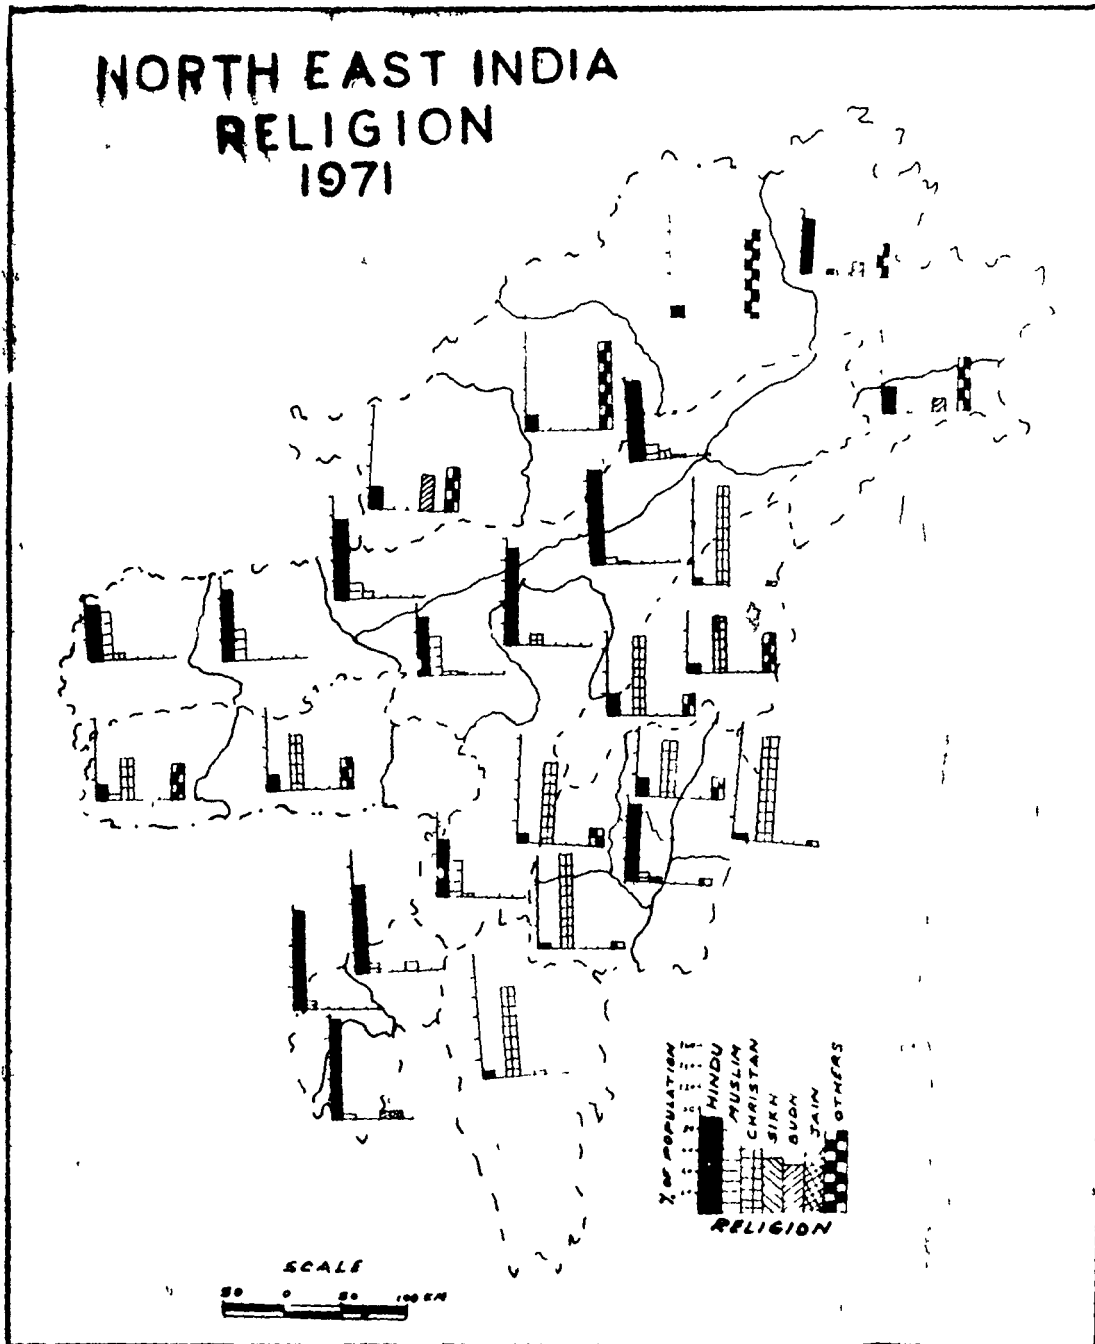 NORTH EAST INDIA
RELIGION
1971
% OF POPULATION
HINDU
MUSLIM
CHRISTAN
SIKH
BUDH
JAIN
OTHERS
RELIGION
SCALE
50 0 50 100 KM